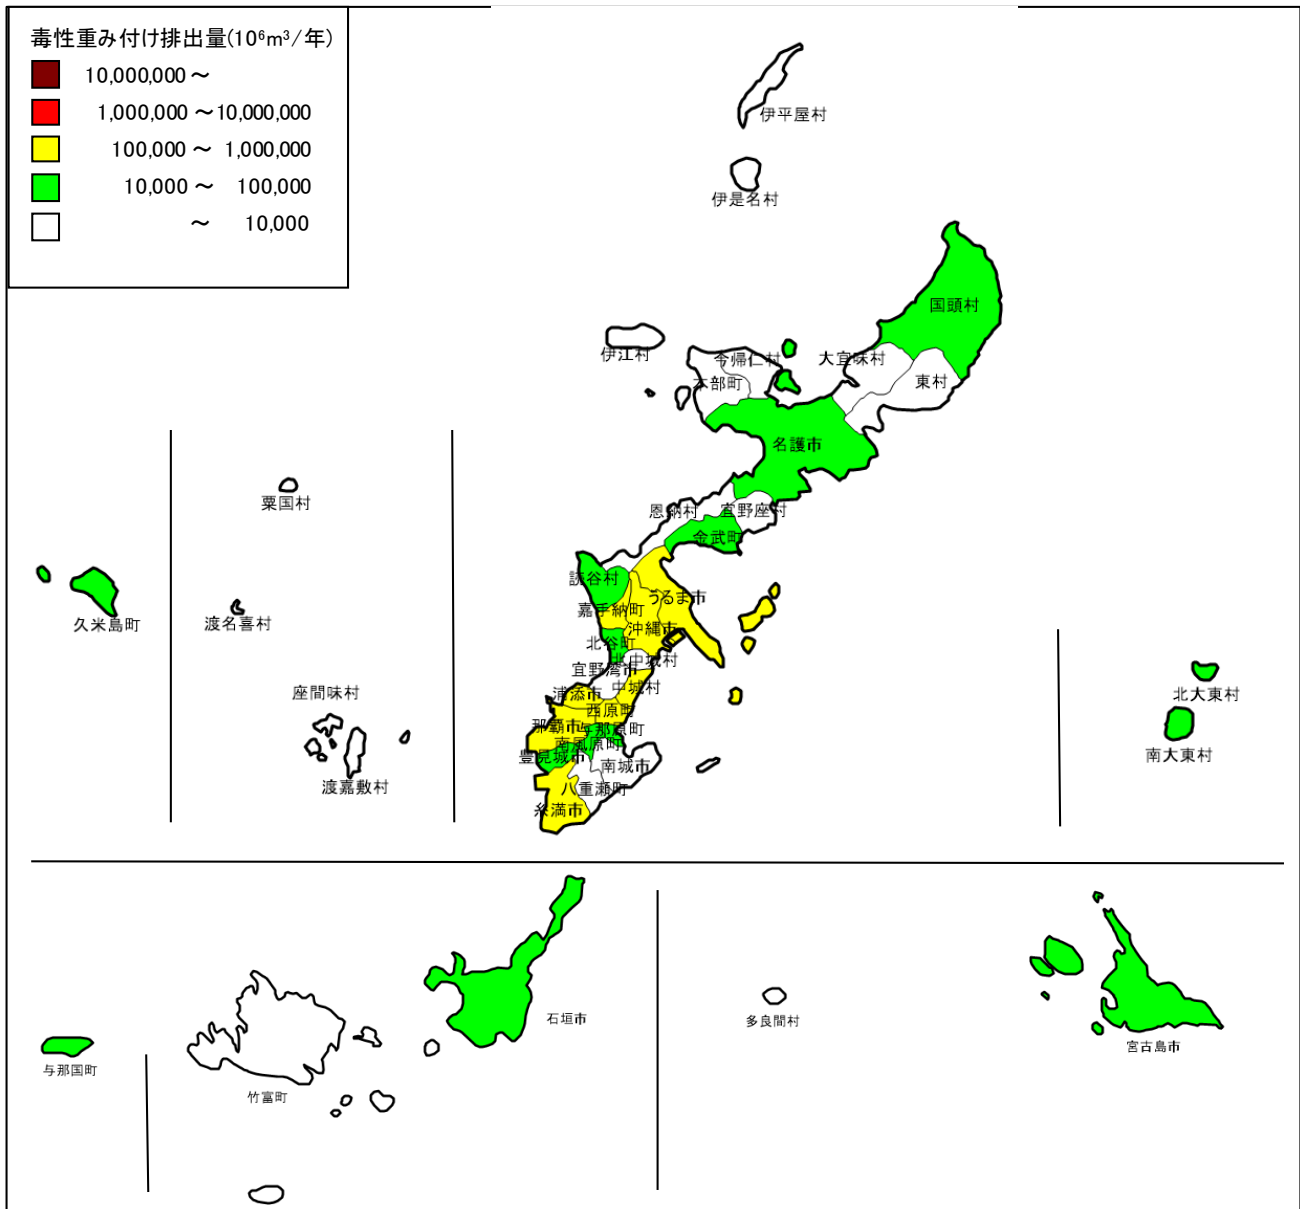 毒性重み付け排出量(10⁶m³/年)
10,000,000～
1,000,000～10,000,000
100,000～ 1,000,000
10,000～ 100,000
～ 10,000
伊平屋村
伊是名村
国頭村
伊江村
今帰仁村
大宜味村
本部町
東村
名護市
粟国村
恩納村
宜野座村
金武町
読谷村
うるま市
嘉手納町
久米島町
渡名喜村
沖縄市
北谷町
北中城村
宜野湾市
座間味村
中城村
浦添市
北大東村
西原町
那覇市
与那原町
南風原町
豊見城市
南城市
南大東村
渡嘉敷村
八重瀬町
糸満市
石垣市
多良間村
宮古島市
与那国町
竹富町